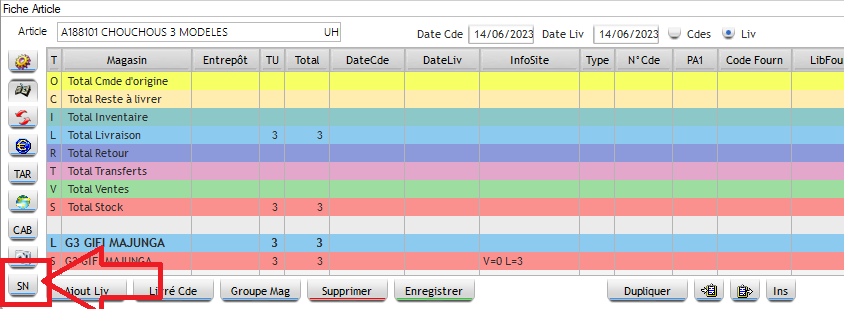 Fiche Article
Article A188101 CHOUCHOUS 3 MODELES UH Date Cde 14/06/2023 Date Liv 14/06/2023 Cdes Liv
T Magasin Entrepôt TU Total DateCde DateLiv InfoSite Type N°Cde PA1 Code Fourn LibFou
O Total Cmde d'origine
C Total Reste à livrer
I Total Inventaire
L Total Livraison 3 3
R Total Retour
T Total Transferts
TAR
V Total Ventes
S Total Stock 3 3
CAB
L G3 GIFI MAJUNGA 3 3
S G3 GIFI MAJUNGA 3 3 V=0 L=3
SN Ajout Liv Livré Cde Groupe Mag Supprimer Enregistrer Dupliquer Ins